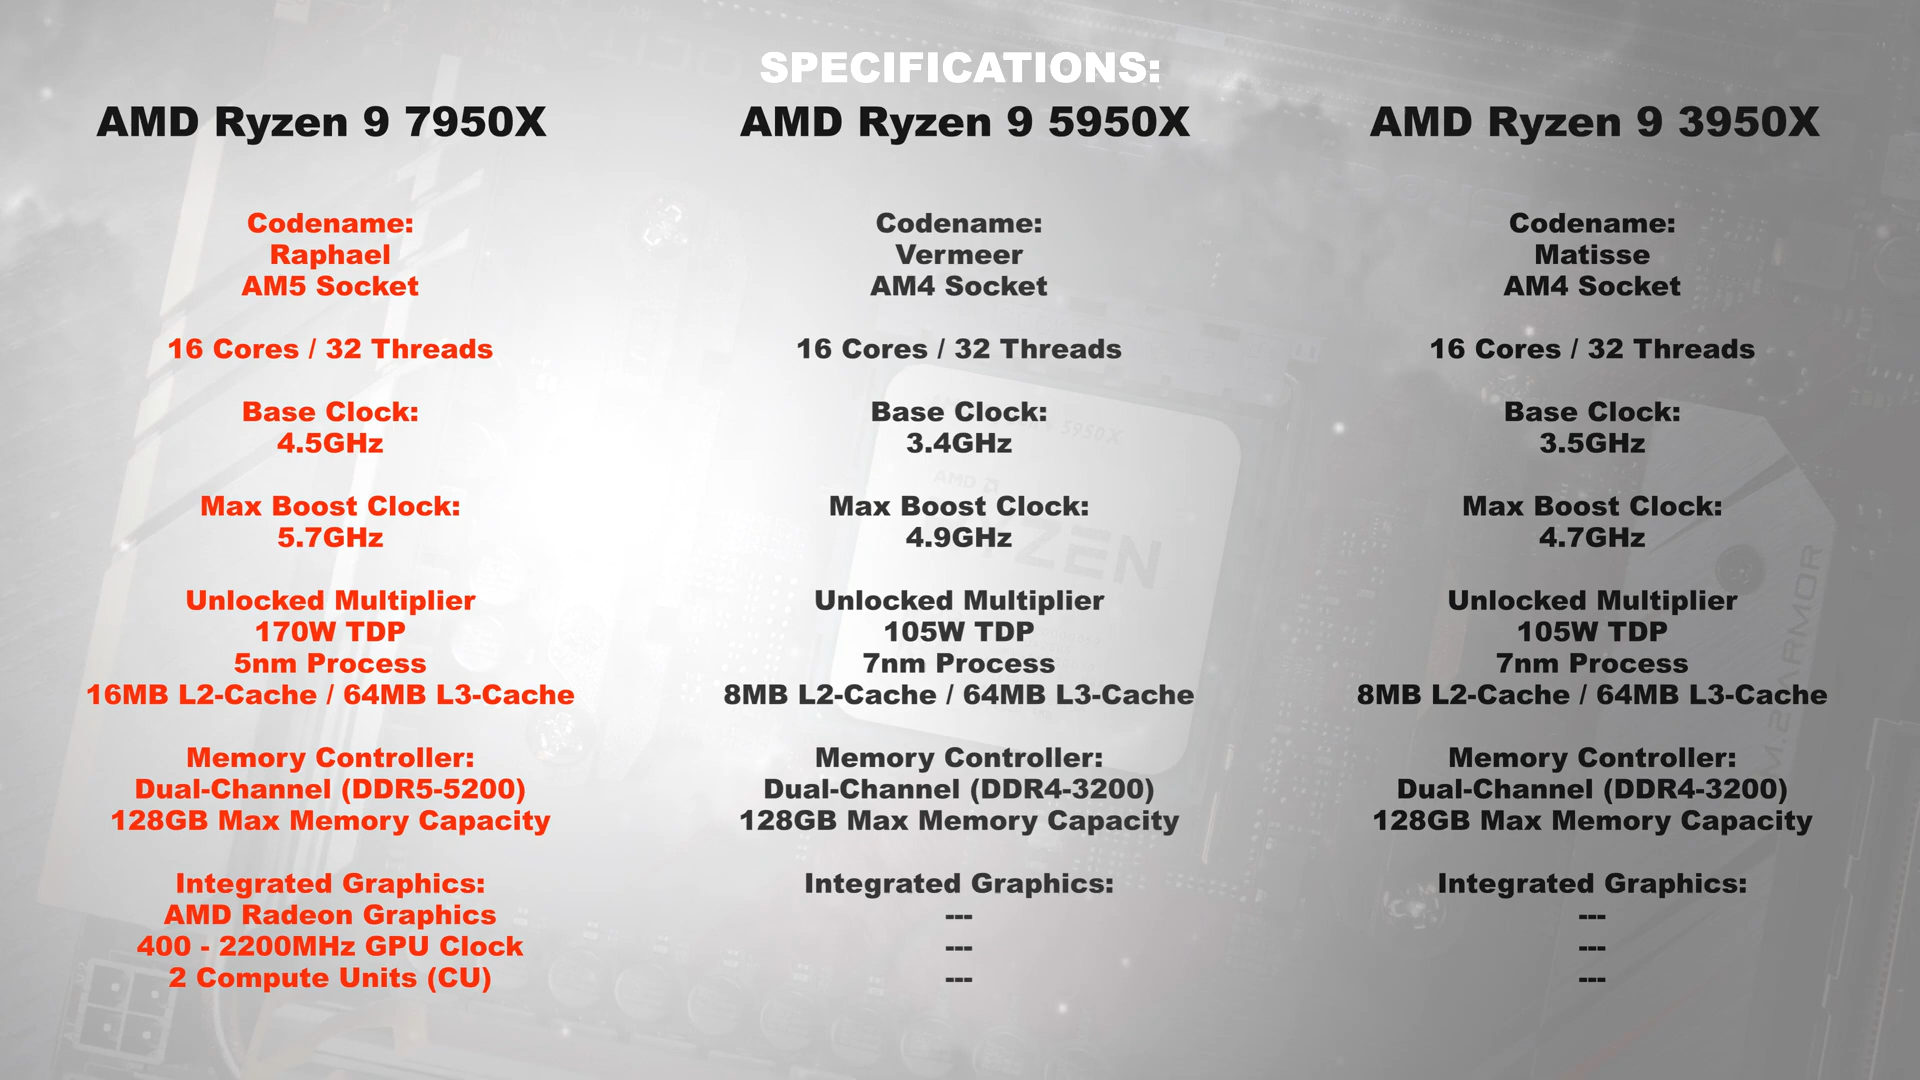 SPECIFICATIONS:
AMD Ryzen 9 7950X
Codename:
Raphael
AM5 Socket
16 Cores / 32 Threads
Base Clock:
4.5GHz
Max Boost Clock:
5.7GHz
Unlocked Multiplier
170W TDP
5nm Process
16MB L2-Cache / 64MB L3-Cache
Memory Controller:
Dual-Channel (DDR5-5200)
128GB Max Memory Capacity
Integrated Graphics:
AMD Radeon Graphics
400 - 2200MHz GPU Clock
2 Compute Units (CU)
AMD Ryzen 9 5950X
Codename:
Vermeer
AM4 Socket
16 Cores / 32 Threads
Base Clock:
3.4GHz
Max Boost Clock:
4.9GHz
Unlocked Multiplier
105W TDP
7nm Process
8MB L2-Cache / 64MB L3-Cache
Memory Controller:
Dual-Channel (DDR4-3200)
128GB Max Memory Capacity
Integrated Graphics:
---
---
---
AMD Ryzen 9 3950X
Codename:
Matisse
AM4 Socket
16 Cores / 32 Threads
Base Clock:
3.5GHz
Max Boost Clock:
4.7GHz
Unlocked Multiplier
105W TDP
7nm Process
8MB L2-Cache / 64MB L3-Cache
Memory Controller:
Dual-Channel (DDR4-3200)
128GB Max Memory Capacity
Integrated Graphics:
---
---
---
AMD
5950X
M.2 ARMOR